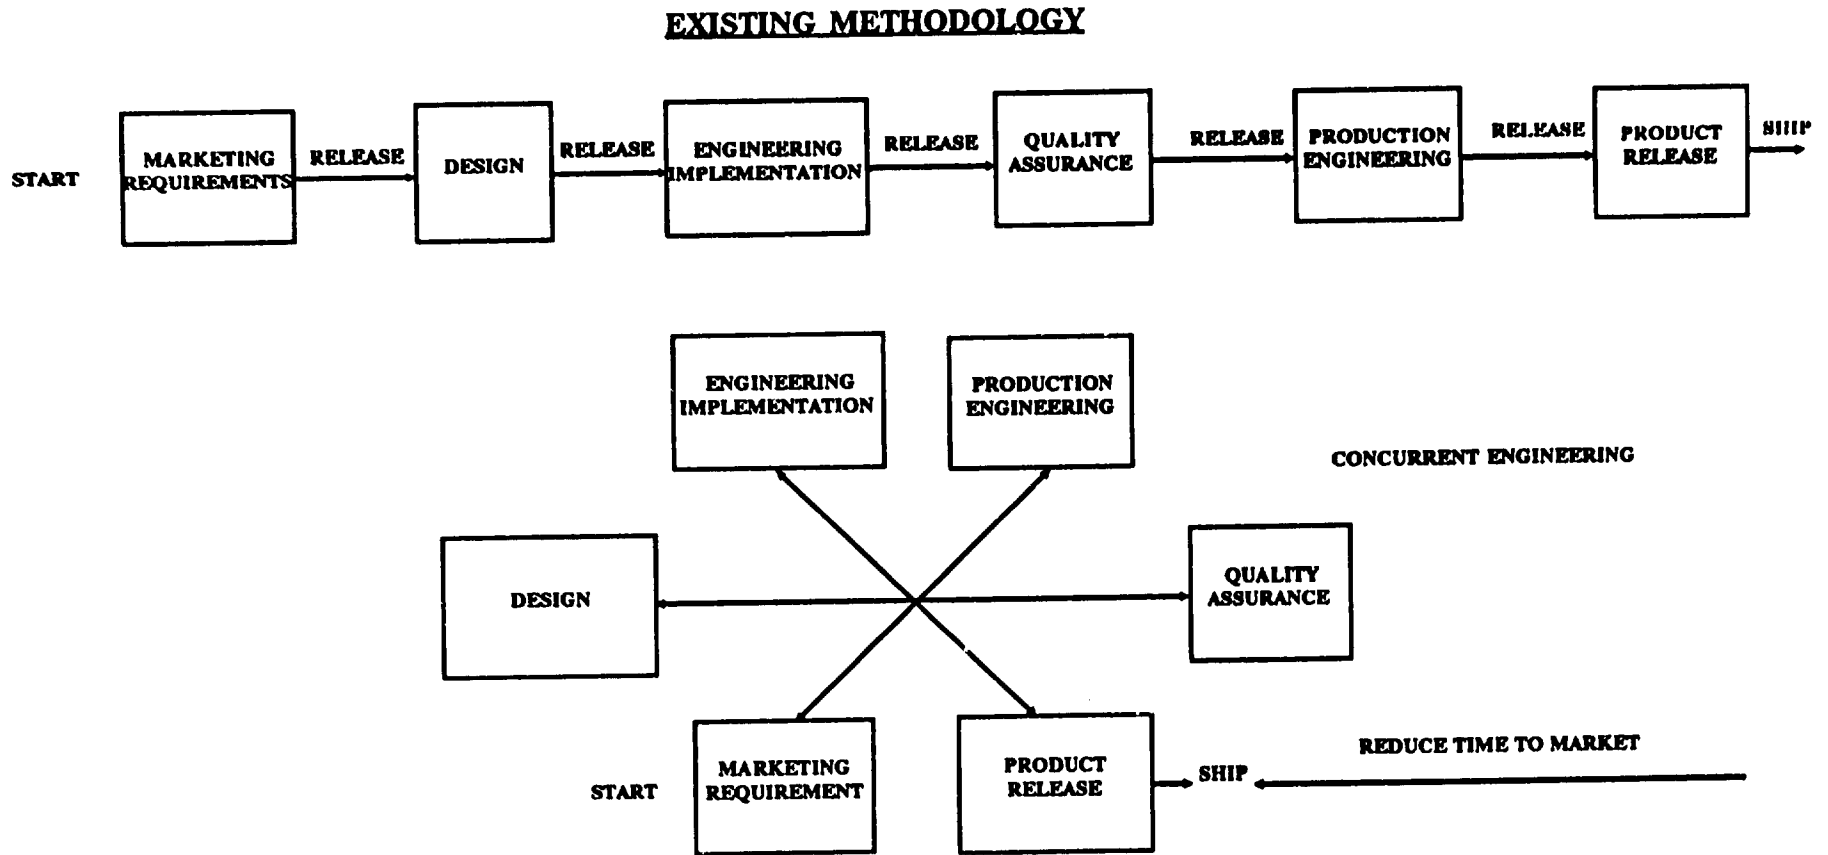 EXISTING METHODOLOGY
START
MARKETING
REQUIREMENTS
RELEASE
DESIGN
RELEASE
ENGINEERING
IMPLEMENTATION
RELEASE
QUALITY
ASSURANCE
RELEASE
PRODUCTION
ENGINEERING
RELEASE
PRODUCT
RELEASE
SHIP
ENGINEERING
IMPLEMENTATION
PRODUCTION
ENGINEERING
CONCURRENT ENGINEERING
DESIGN
QUALITY
ASSURANCE
START
MARKETING
REQUIREMENT
PRODUCT
RELEASE
SHIP
REDUCE TIME TO MARKET